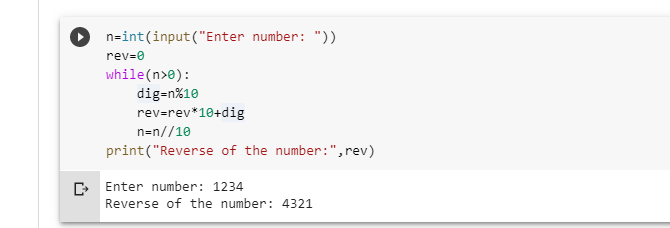 n=int(input("Enter number: "))
rev=0
while(n>0):
    dig=n%10
    rev=rev*10+dig
    n=n//10
print("Reverse of the number:",rev)
Enter number: 1234
Reverse of the number: 4321